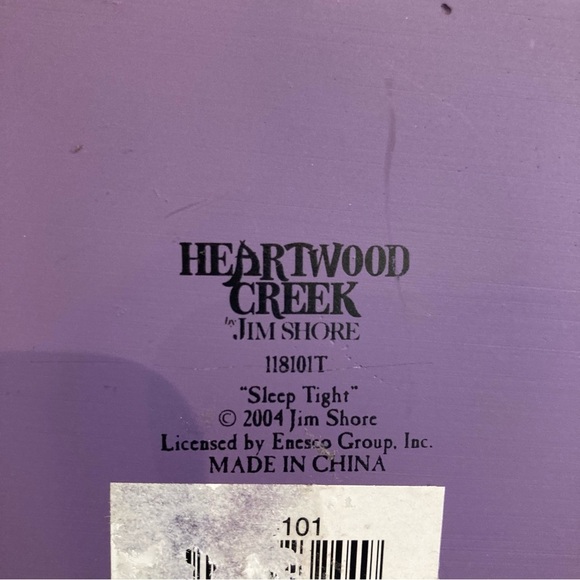 HEARTWOOD
CREEK
by JIM SHORE
118101T
"Sleep Tight"
© 2004 Jim Shore
Licensed by Enesco Group, Inc.
MADE IN CHINA
101